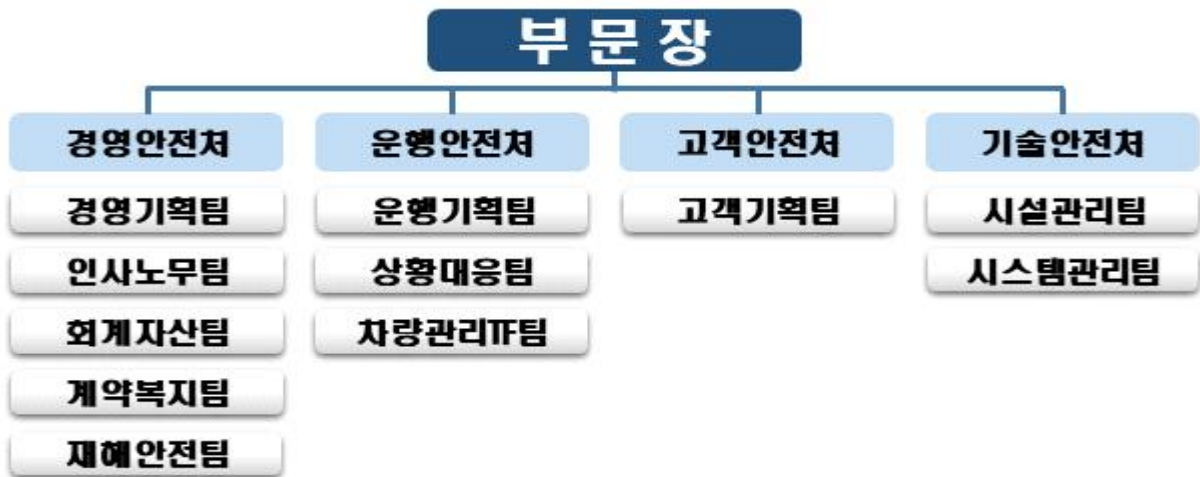 부문장
경영안전처
운행안전처
고객안전처
기술안전처
경영기획팀
운행기획팀
고객기획팀
시설관리팀
인사노무팀
상황대응팀
시스템관리팀
회계자산팀
차량관리TF팀
계약복지팀
재해안전팀